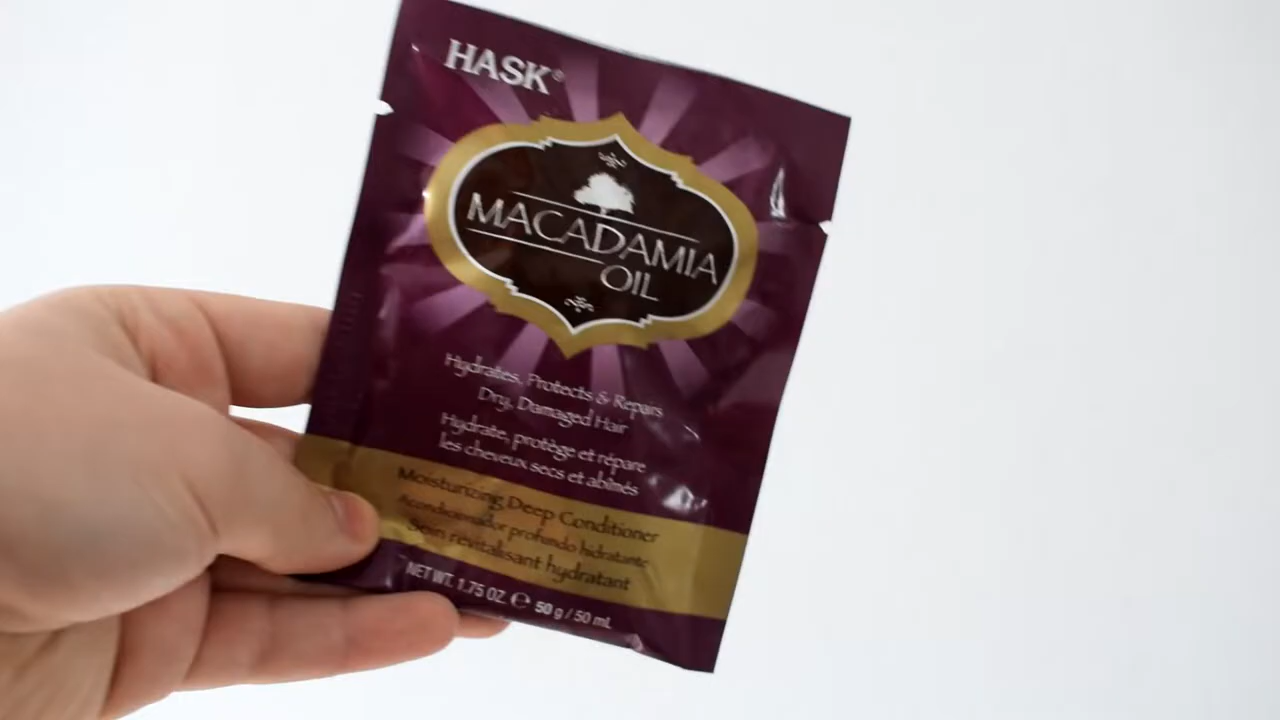 HASK®
MACADAMIA
OIL
Hydrates, Protects & Repairs
Dry, Damaged Hair
Hydrate, protège et répare
les cheveux secs et abîmés
Moisturizing Deep Conditioner
Acondicionador profundo hidratante
Soin revitalisant hydratant
NET WT. 1.75 OZ. ℮ 50 g / 50 mL